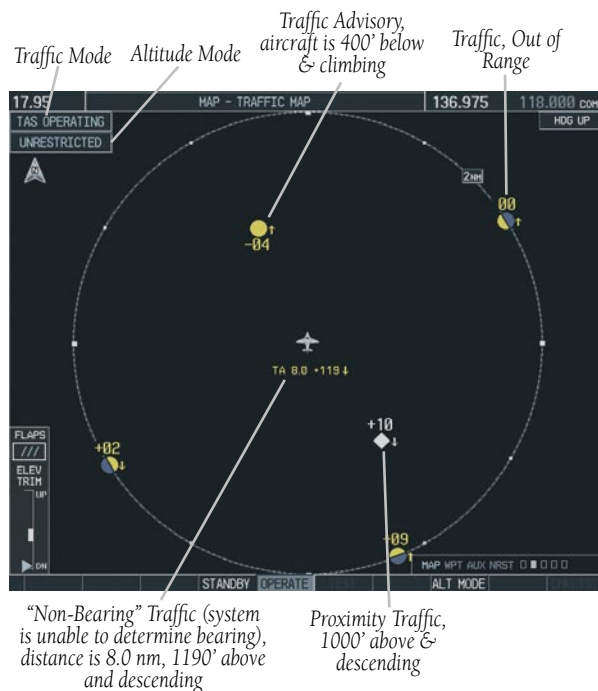 Traffic Advisory,
aircraft is 400’ below
& climbing
Traffic, Out of
Range
Traffic Mode
Altitude Mode
17.95
MAP – TRAFFIC MAP
136.975
118.000 COM
TAS OPERATING
HDG UP
UNRESTRICTED
N
2NM
00
↑
↑
-04
TA 8.0 +119↓
+10
↓
+02
↓
FLAPS
///
ELEV
TRIM
UP
DN
+09
↑
MAP WPT AUX NRST
STANDBY
OPERATE
ALT MODE
“Non-Bearing” Traffic (system
is unable to determine bearing),
distance is 8.0 nm, 1190’ above
and descending
Proximity Traffic,
1000’ above &
descending